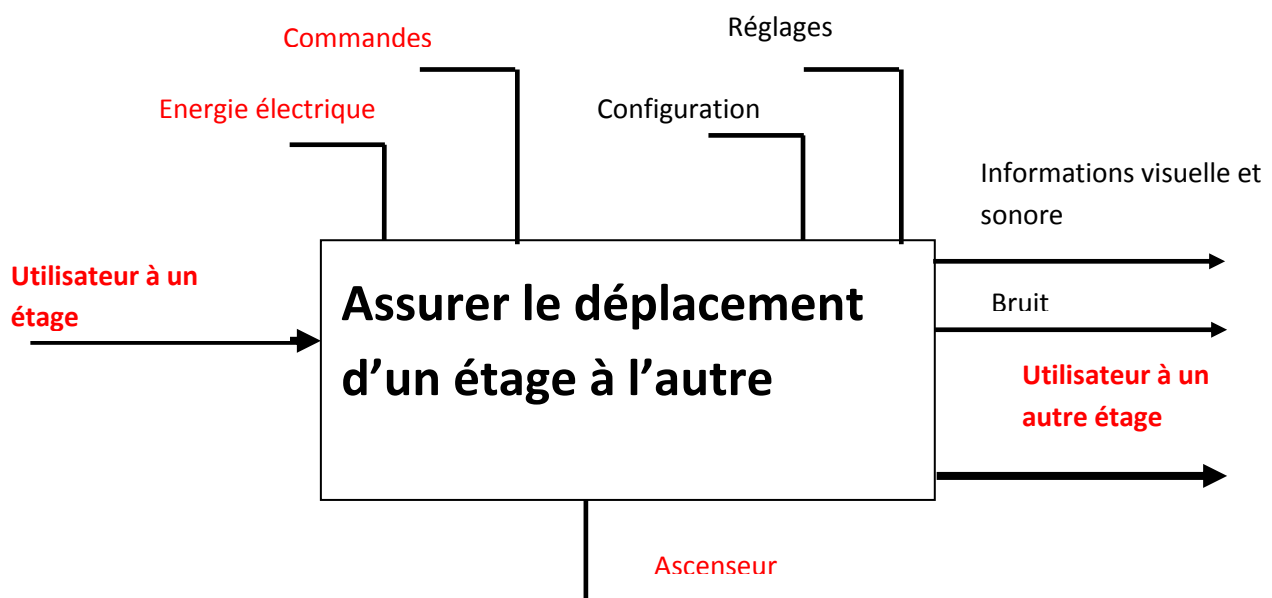 Réglages
Commandes
Energie électrique
Configuration
Informations visuelle et
sonore
Utilisateur à un
étage
Assurer le déplacement
d’un étage à l’autre
Bruit
Utilisateur à un
autre étage
Ascenseur